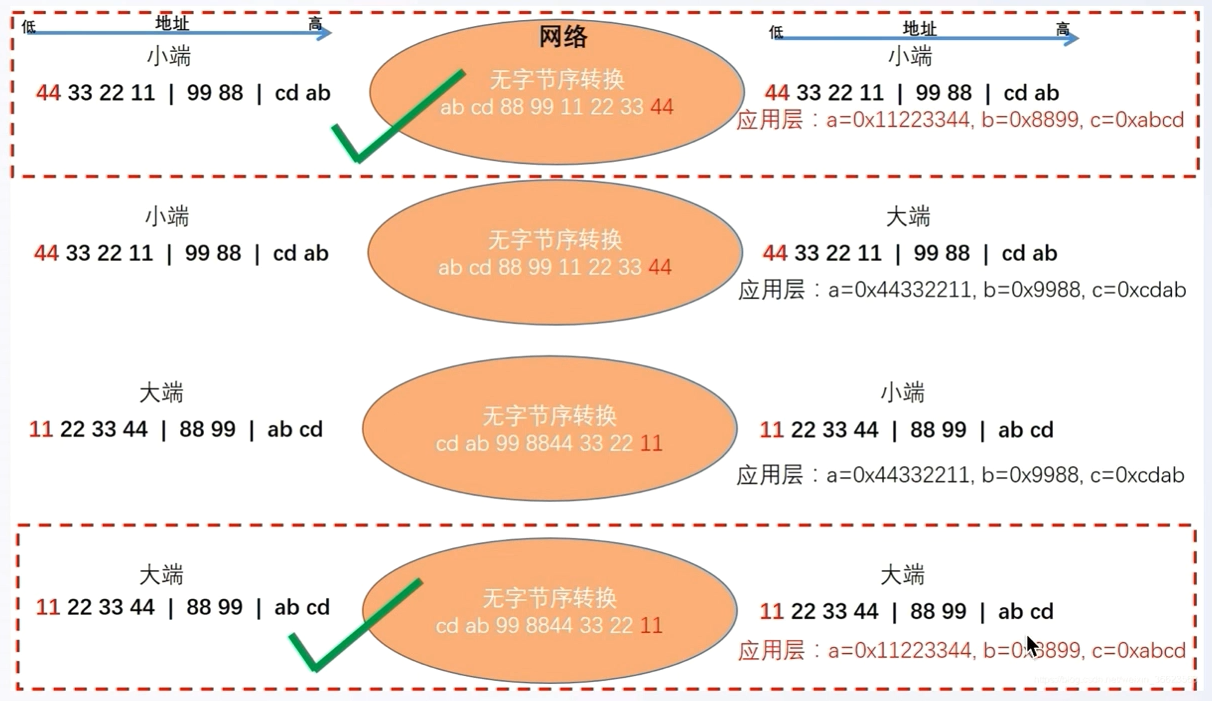 低 地址 高
小端
44 33 22 11 | 99 88 | cd ab
网络
无字节序转换
ab cd 88 99 11 22 33 44
低 地址 高
小端
44 33 22 11 | 99 88 | cd ab
应用层：a=0x11223344, b=0x8899, c=0xabcd
小端
44 33 22 11 | 99 88 | cd ab
无字节序转换
ab cd 88 99 11 22 33 44
大端
44 33 22 11 | 99 88 | cd ab
应用层：a=0x44332211, b=0x9988, c=0xcdab
大端
11 22 33 44 | 88 99 | ab cd
无字节序转换
cd ab 99 8844 33 22 11
小端
11 22 33 44 | 88 99 | ab cd
应用层：a=0x44332211, b=0x9988, c=0xcdab
大端
11 22 33 44 | 88 99 | ab cd
无字节序转换
cd ab 99 8844 33 22 11
大端
11 22 33 44 | 88 99 | ab cd
应用层：a=0x11223344, b=0x8899, c=0xabcd